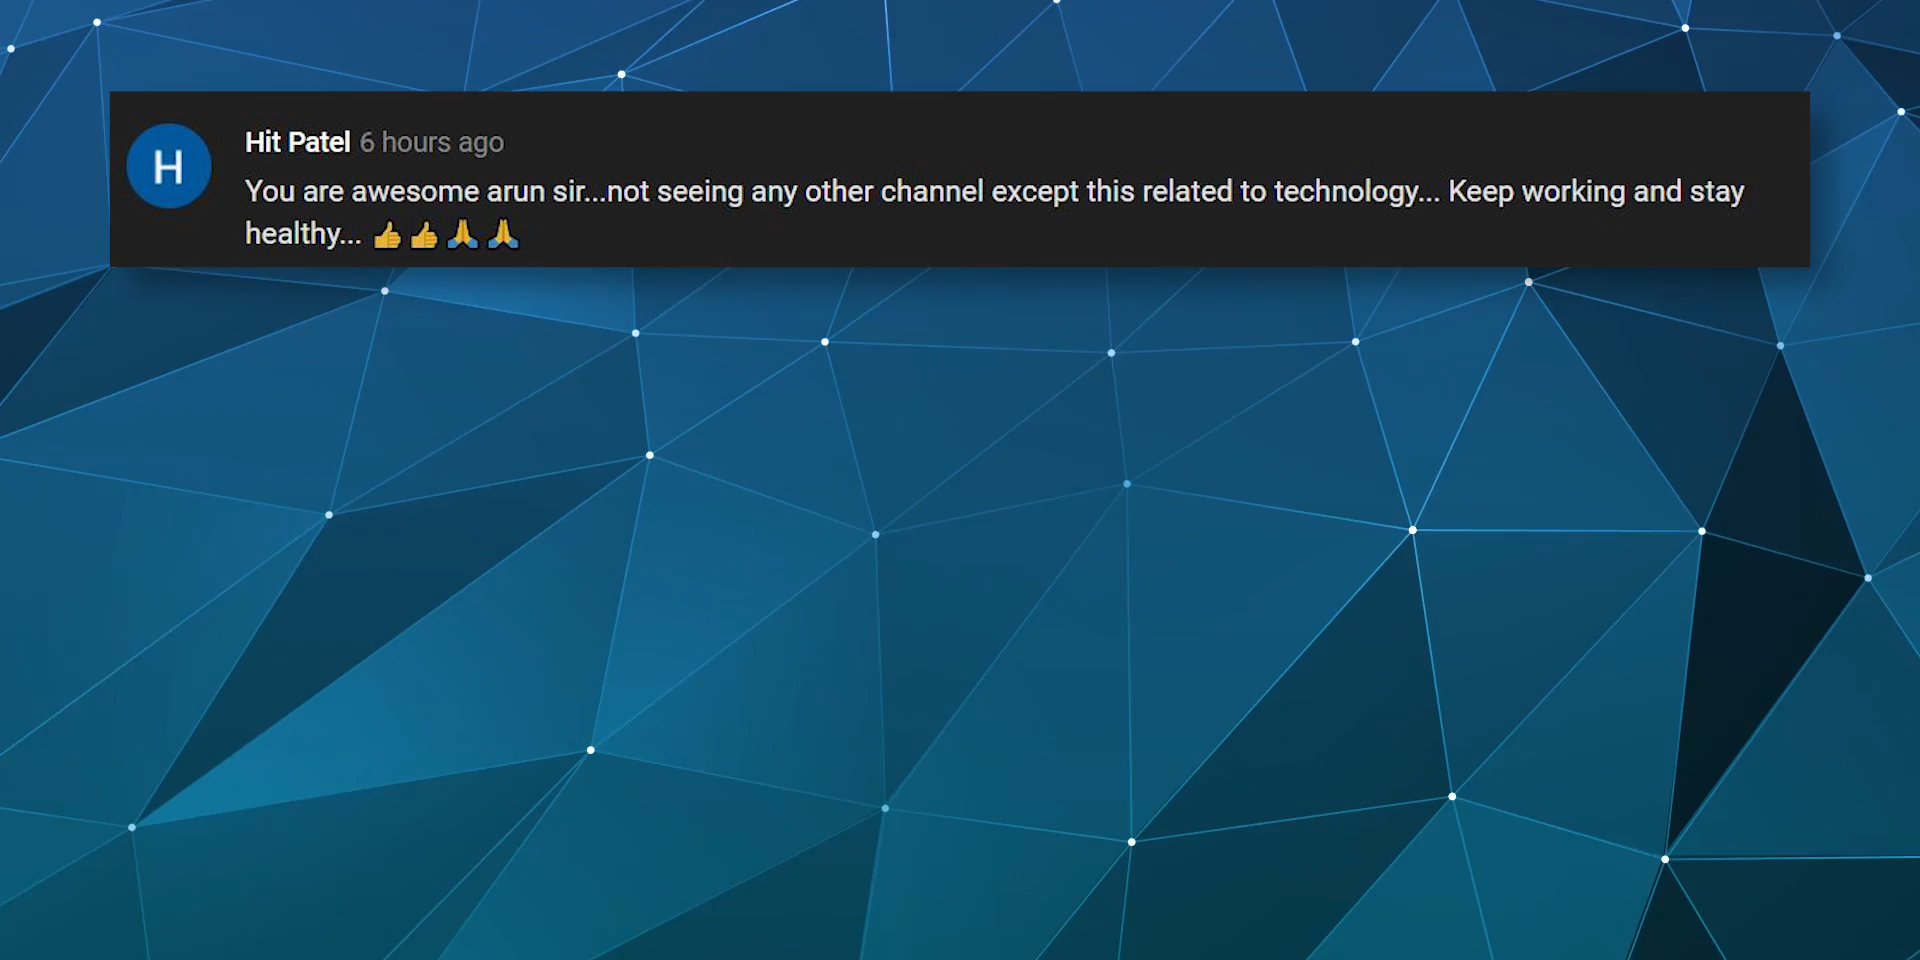 H
Hit Patel 6 hours ago
You are awesome arun sir...not seeing any other channel except this related to technology... Keep working and stay
healthy... 👍👍🙏🙏